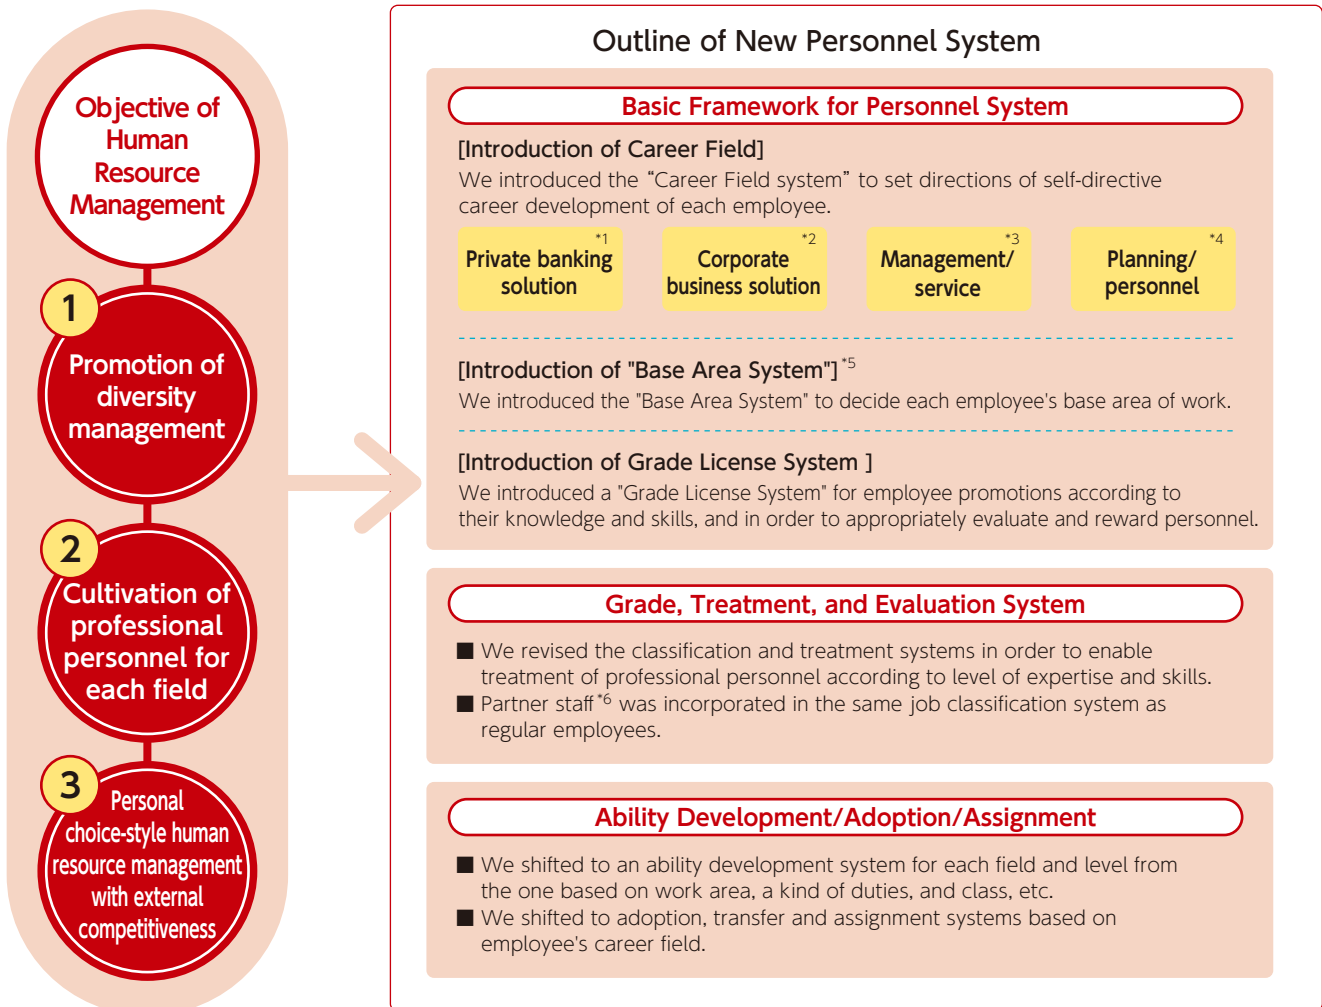 Objective of
Human
Resource
Management
1
Promotion of
diversity
management
2
Cultivation of
professional
personnel for
each field
3
Personal
choice-style human
resource management
with external
competitiveness
Outline of New Personnel System
Basic Framework for Personnel System
[Introduction of Career Field]
We introduced the “Career Field system” to set directions of self-directive
career development of each employee.
*1
Private banking
solution
*2
Corporate
business solution
*3
Management/
service
*4
Planning/
personnel
[Introduction of "Base Area System"] *5
We introduced the "Base Area System" to decide each employee's base area of work.
[Introduction of Grade License System ]
We introduced a "Grade License System" for employee promotions according to
their knowledge and skills, and in order to appropriately evaluate and reward personnel.
Grade, Treatment, and Evaluation System
■ We revised the classification and treatment systems in order to enable
treatment of professional personnel according to level of expertise and skills.
■ Partner staff*6 was incorporated in the same job classification system as
regular employees.
Ability Development/Adoption/Assignment
■ We shifted to an ability development system for each field and level from
the one based on work area, a kind of duties, and class, etc.
■ We shifted to adoption, transfer and assignment systems based on
employee's career field.